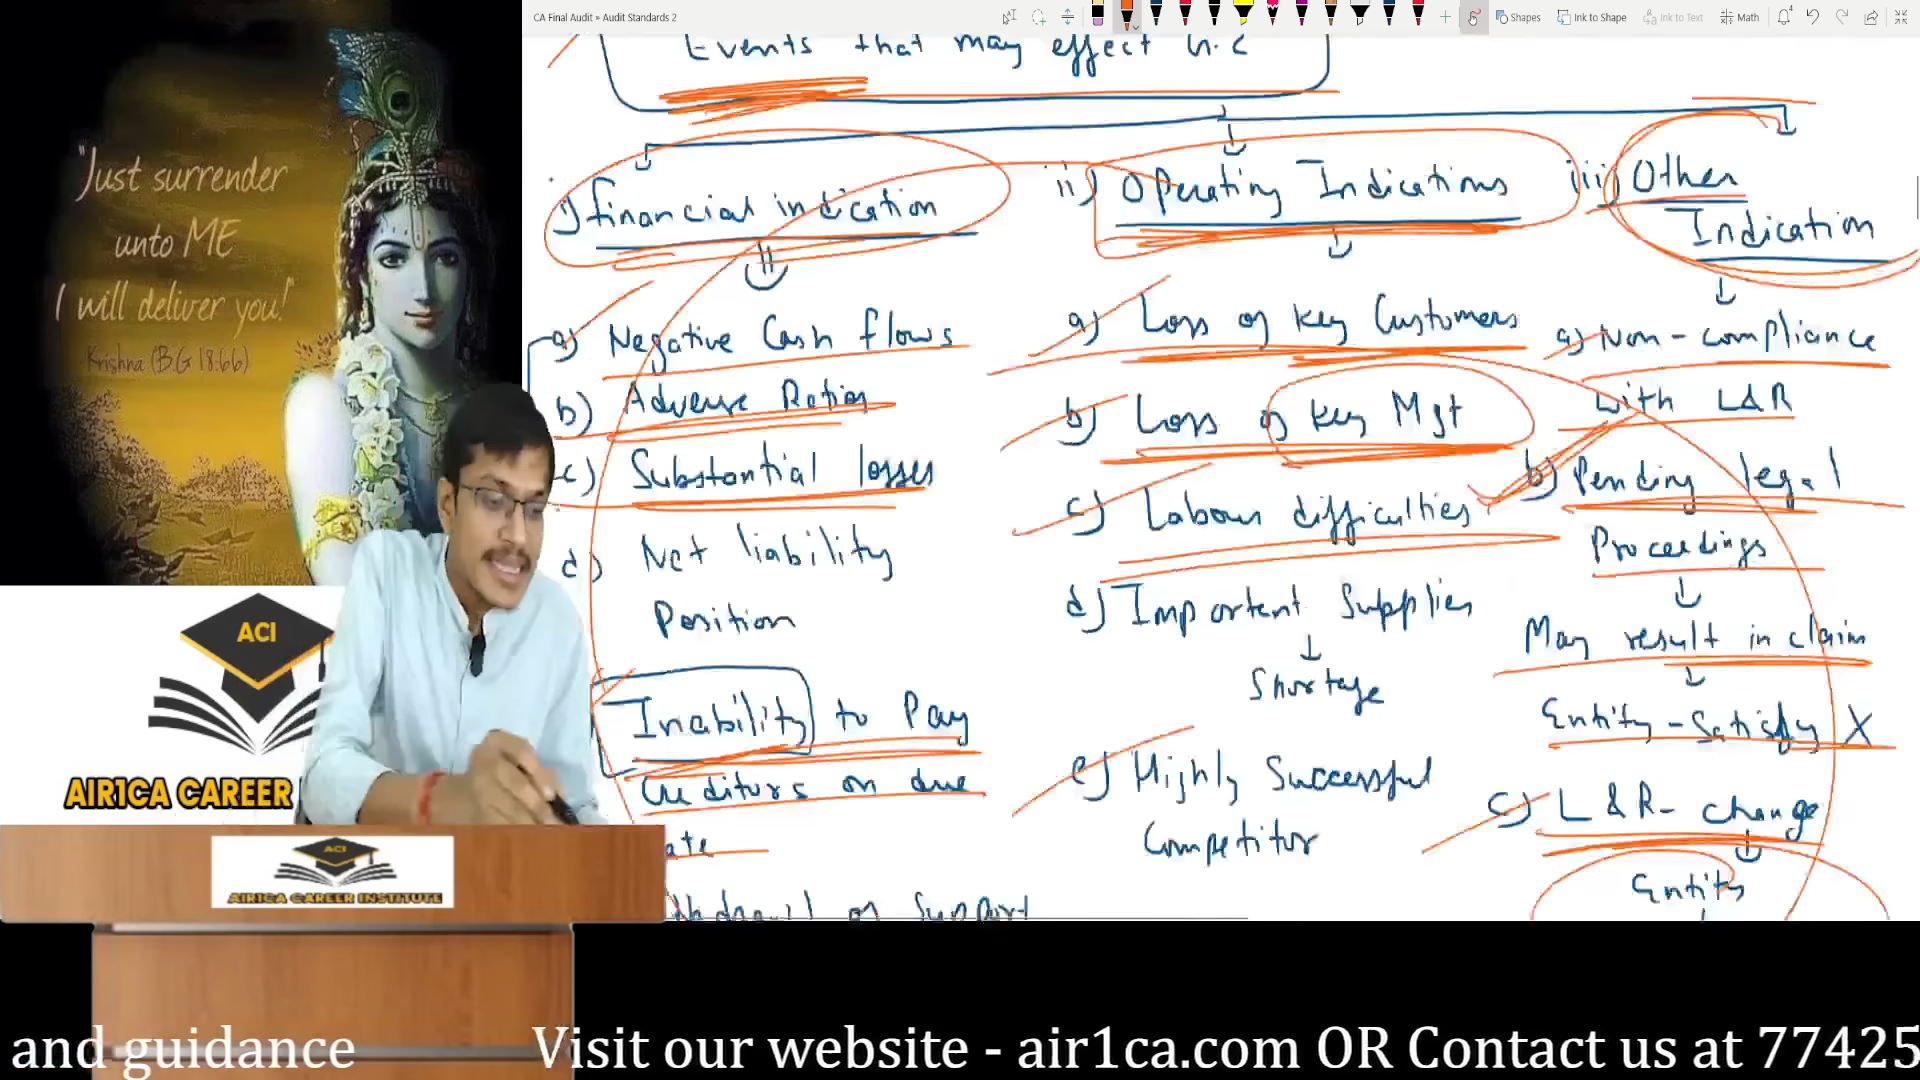 CA Final Audit » Audit Standards 2
Shapes
Ink to Shape
Ink to Text
Math
Events that may effect G.C
"Just surrender
unto ME
I will deliver you!"
Krishna (B.G 18:66)
i) financial indication
a) Negative Cash flows
b) Adverse Ratios
c) Substantial losses
d) Net liability
Position
Inability to Pay
Creditors on due
ate
or Support
ii) Operating Indications
a) Loss of key Customers
b) Loss of key Mgt
c) Labour difficulties
d) Important Supplies
↓
Shortage
e) Highly Successful
Competitor
iii) Other
Indication
a) Non-compliance
with L&R
b) Pending legal
Proceedings
↓
May result in claim
↓
Entity-Satisfy X
c) L & R- change
Entity
ACI
AIR1CA CAREER
ACI
AIR1CA CAREER INSTITUTE
and guidance Visit our website - air1ca.com OR Contact us at 77425